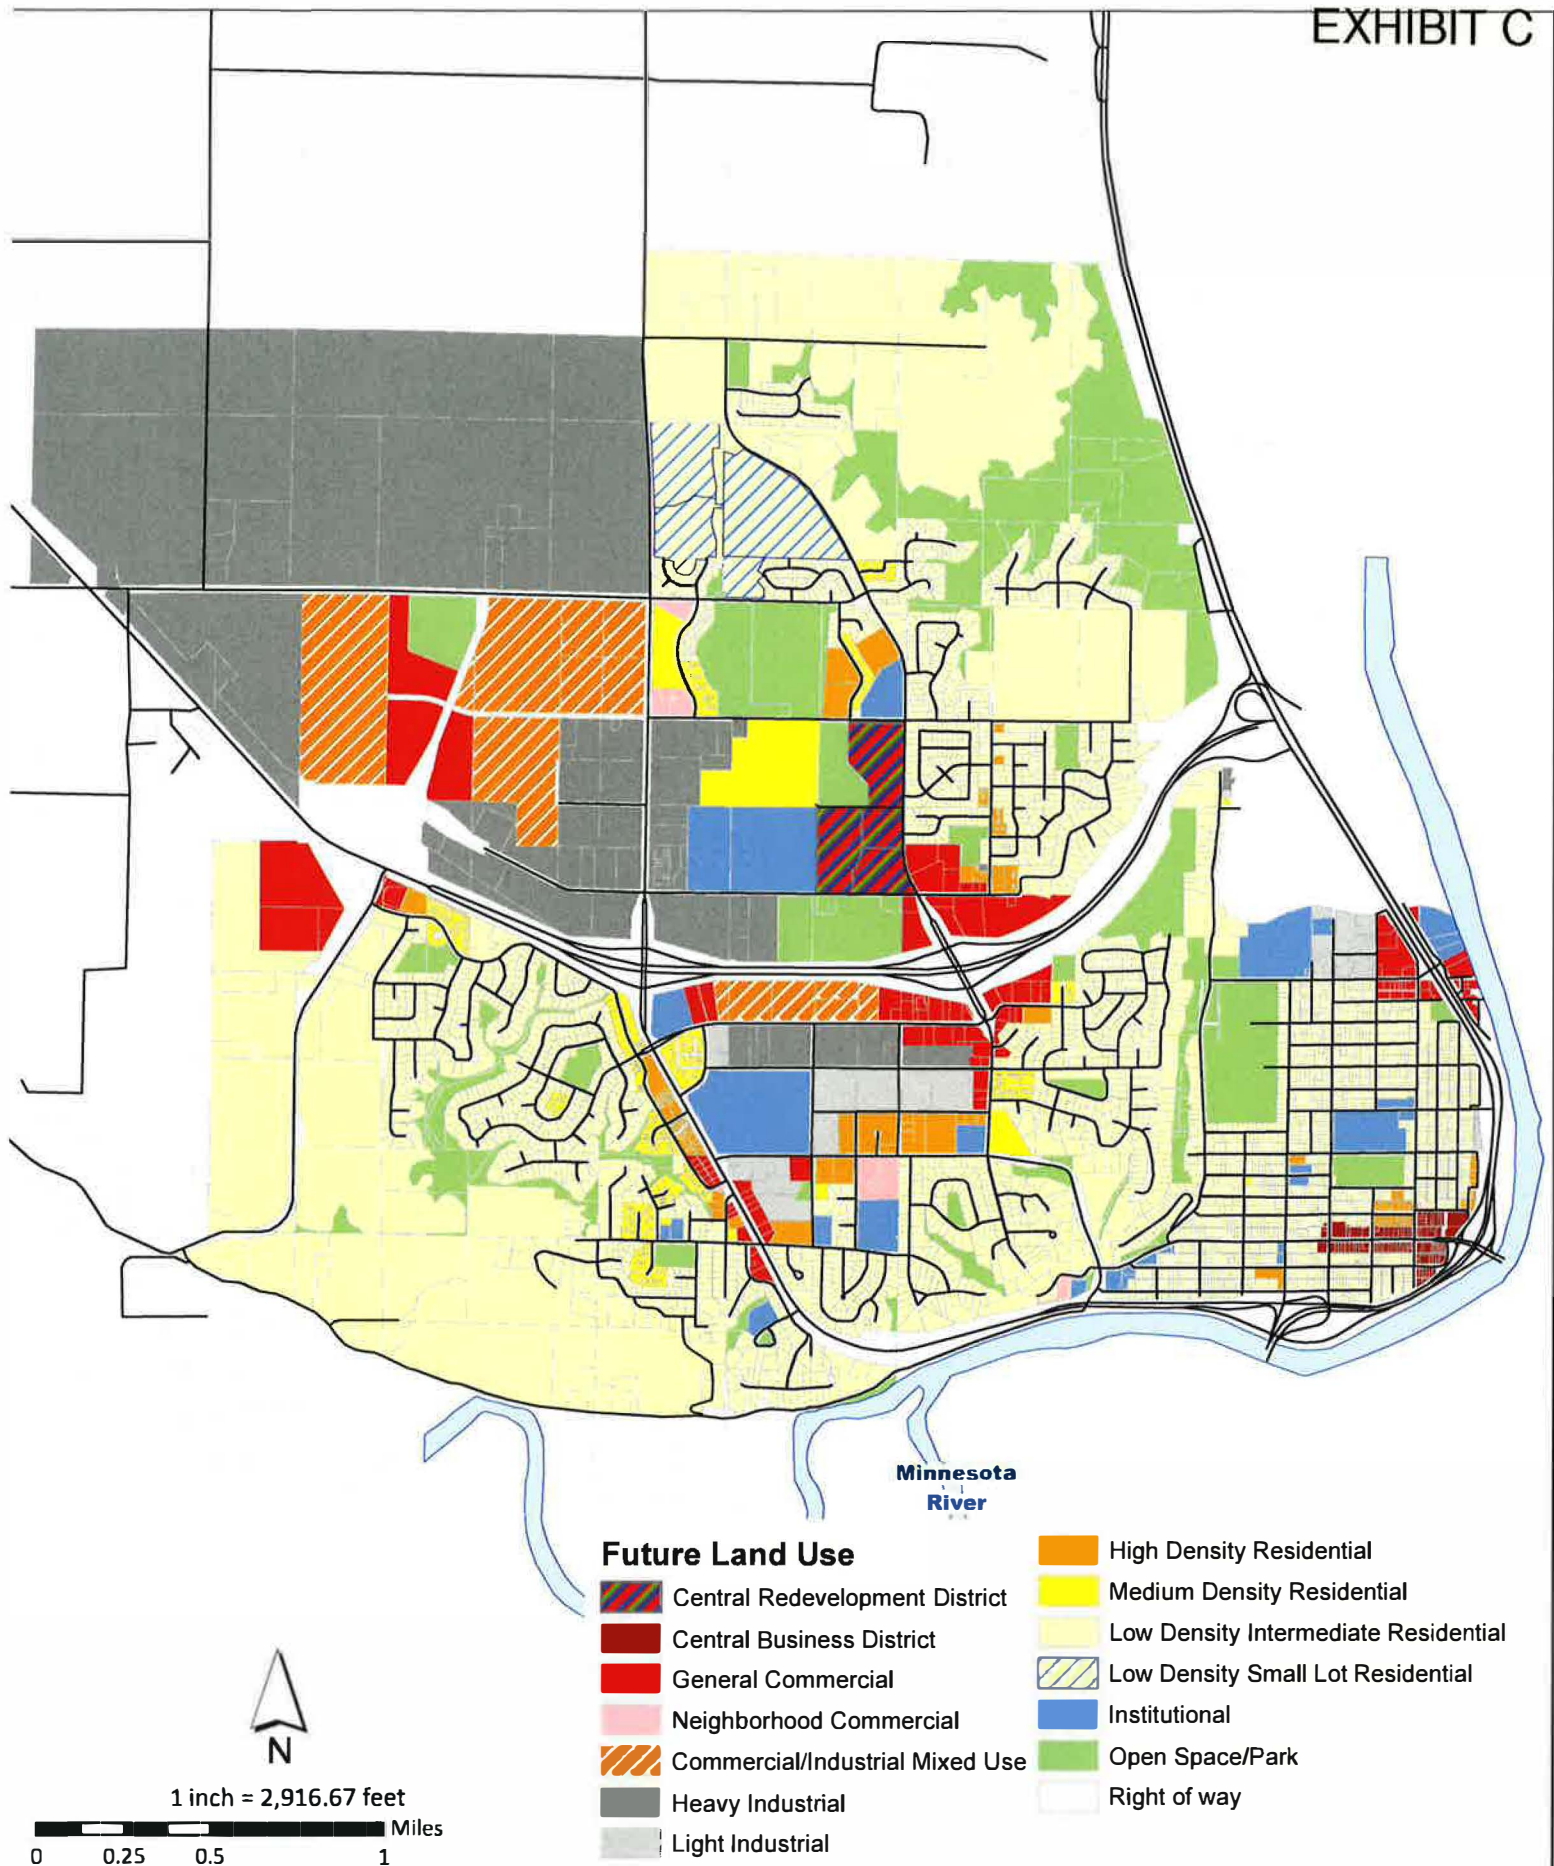 EXHIBIT C
Minnesota
River
Future Land Use
Central Redevelopment District
Central Business District
General Commercial
Neighborhood Commercial
Commercial/Industrial Mixed Use
Heavy Industrial
Light Industrial
High Density Residential
Medium Density Residential
Low Density Intermediate Residential
Low Density Small Lot Residential
Institutional
Open Space/Park
Right of way
N
1 inch = 2,916.67 feet
Miles
0 0.25 0.5 1